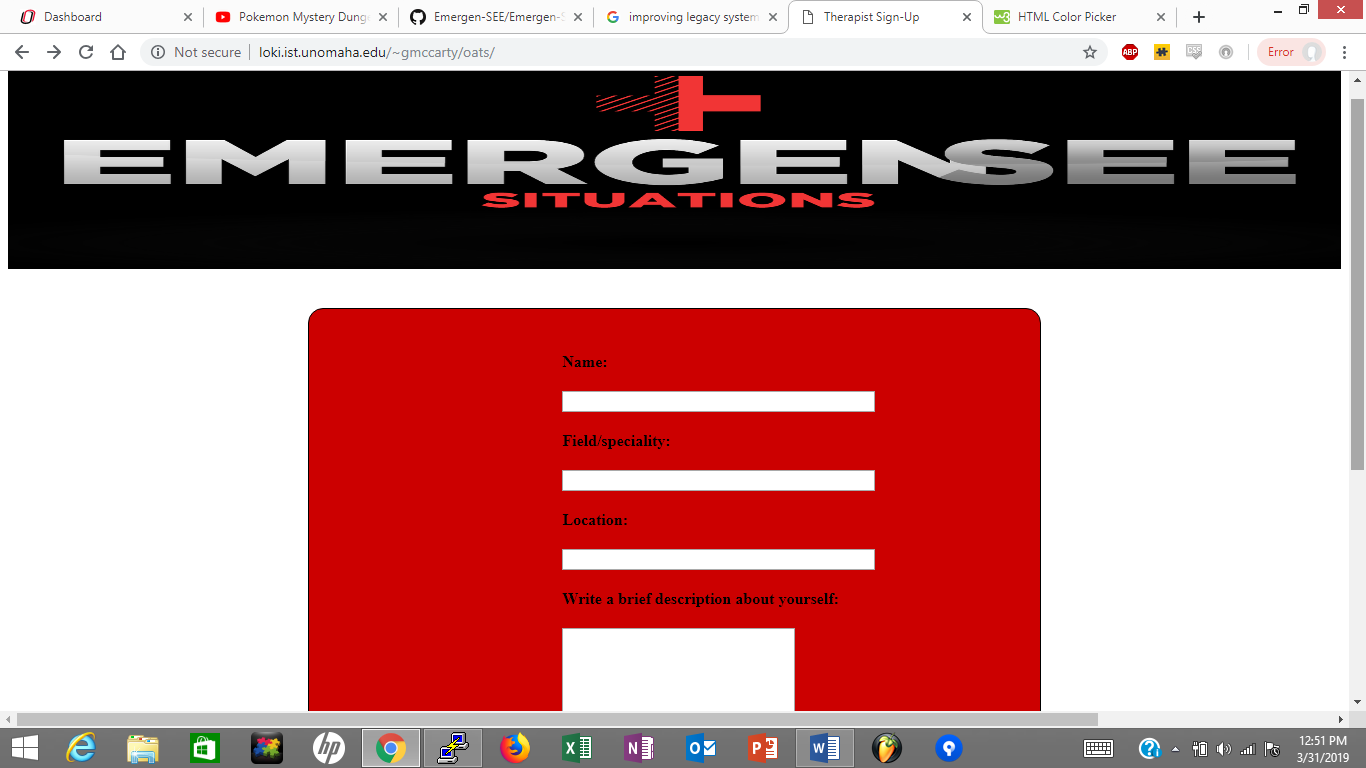 Dashboard
Pokemon Mystery Dung
Emergen-SEE/Emergen-S
improving legacy system
Therapist Sign-Up
HTML Color Picker
Not secure | loki.ist.unomaha.edu/~gmccarty/oats/
ABP
CSS
Error
EMERGENSEE
SITUATIONS
Name:
Field/speciality:
Location:
Write a brief description about yourself:
12:51 PM
3/31/2019